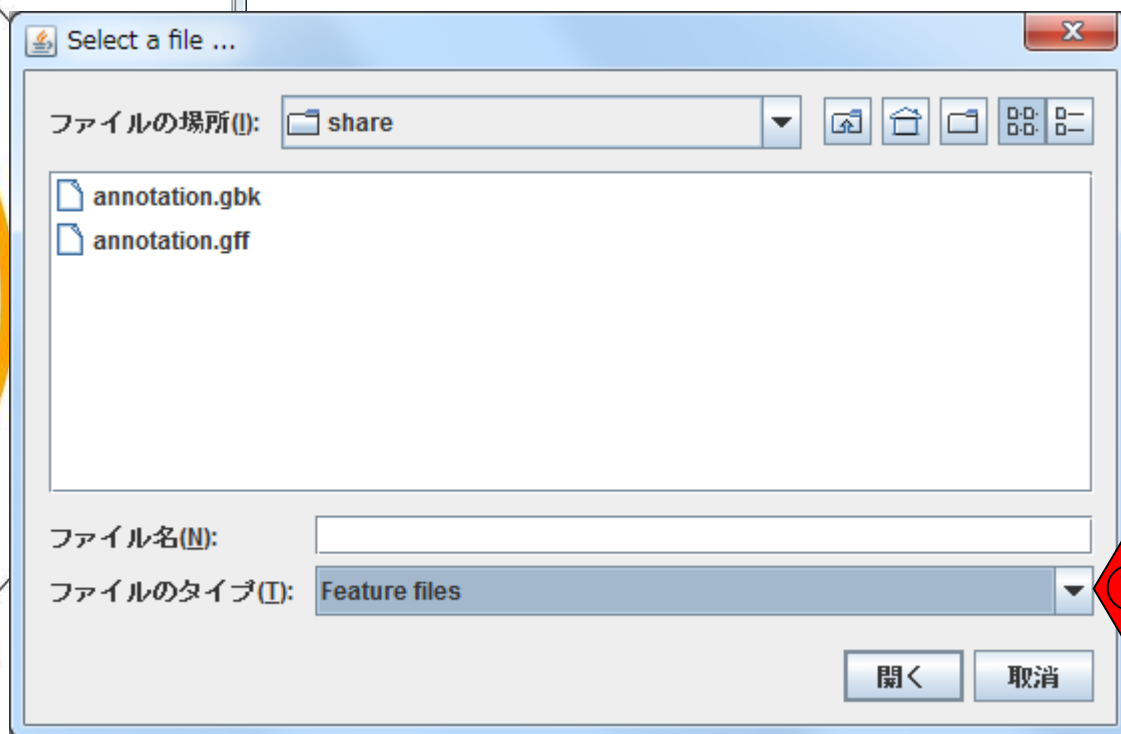 Select a file ...
ファイルの場所(I): share
annotation.gbk
annotation.gff
ファイル名(N):
ファイルのタイプ(T): Feature files
開く 取消